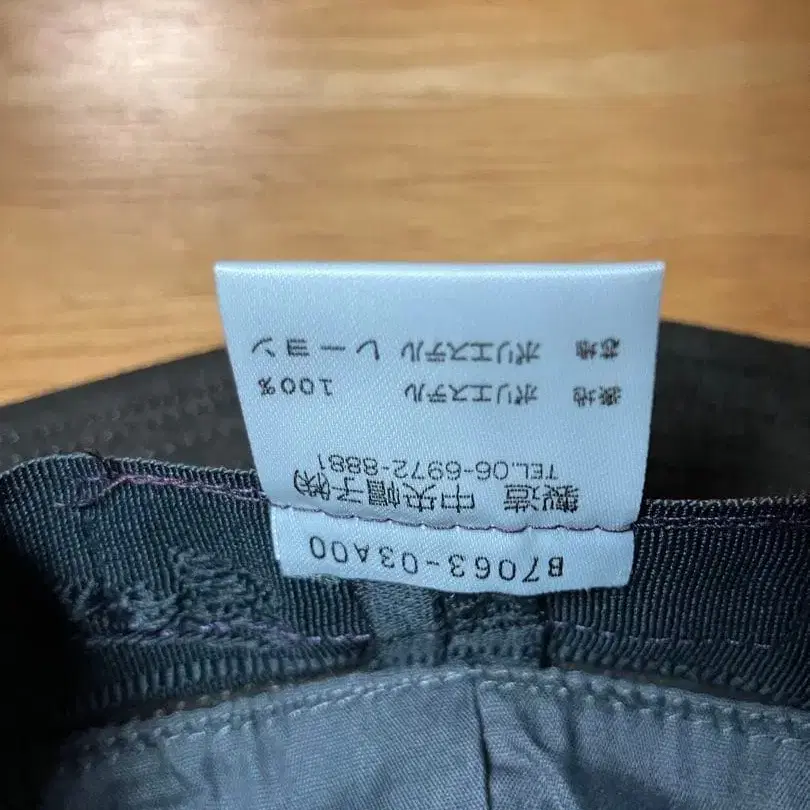 B7063-03A00
製造 中央帽子㈱
TEL.06-6972-8881
裏地 ポリエステル 100%
芯地 ポリエステル レーヨン